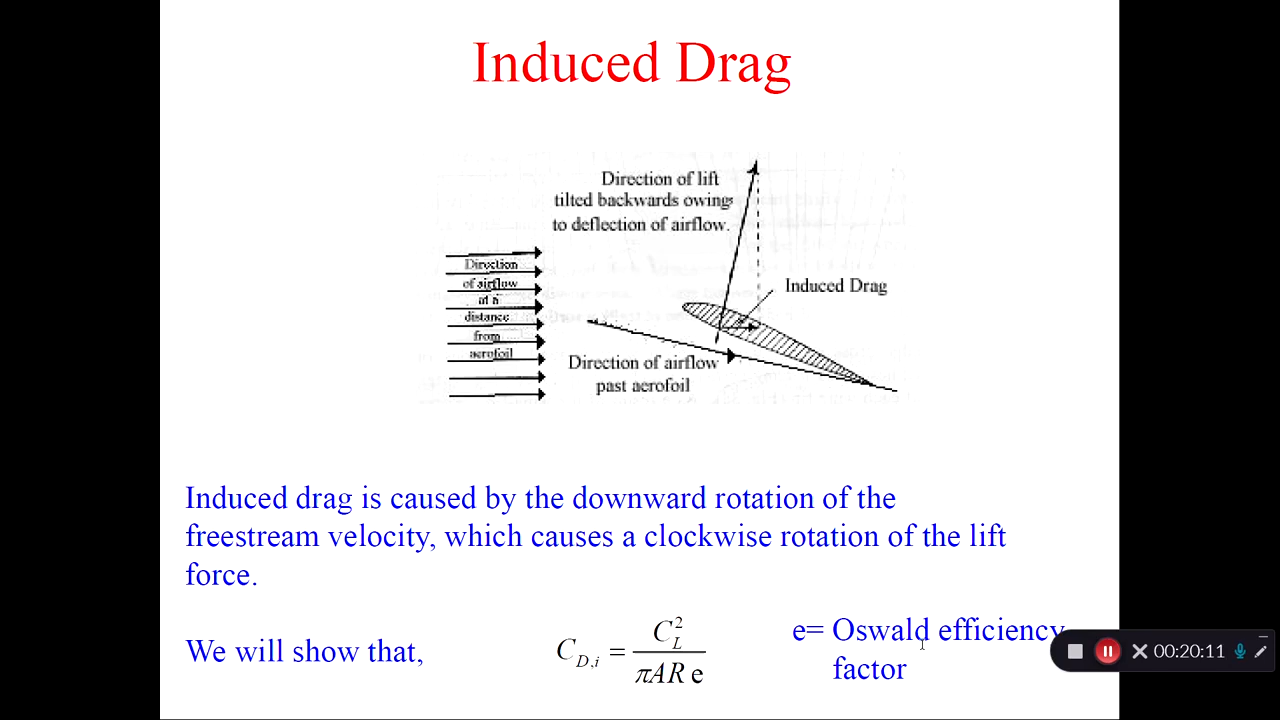 Induced Drag
Direction of lift
tilted backwards owings
to deflection of airflow.
Direction
of airflow
at a
distance
from
aerofoil
Induced Drag
Direction of airflow
past aerofoil
Induced drag is caused by the downward rotation of the
freestream velocity, which causes a clockwise rotation of the lift
force.
We will show that,
C_{D,i} = C_L^2 / πAR e
e= Oswald efficiency
factor
00:20:11